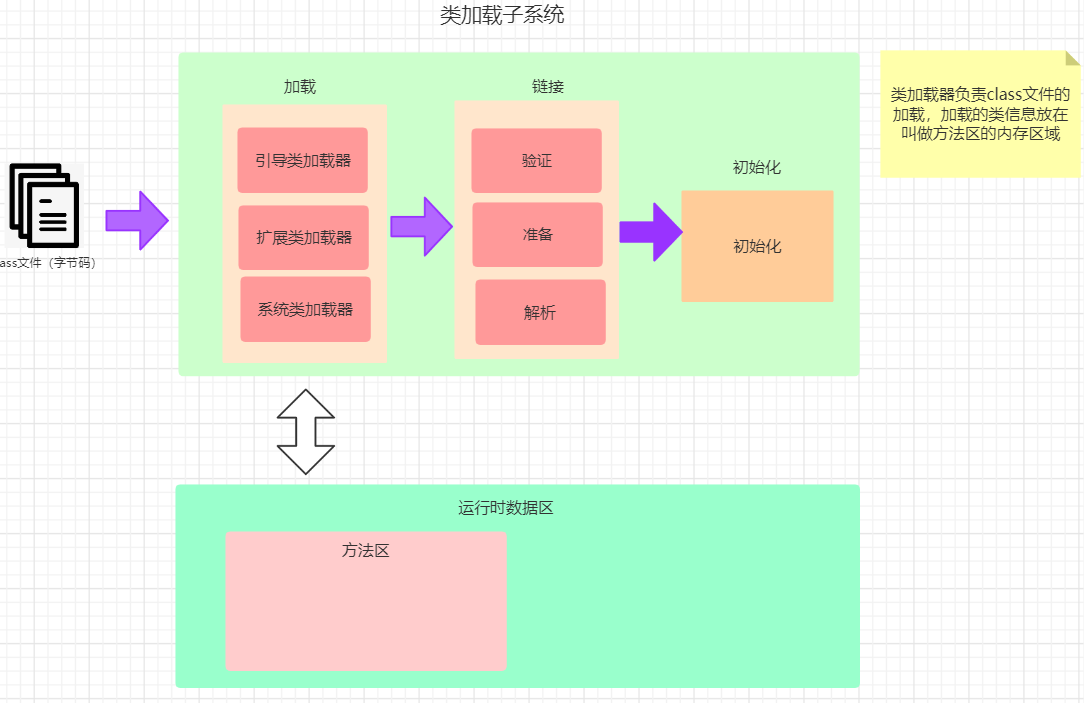 类加载子系统
加载
引导类加载器
扩展类加载器
系统类加载器
链接
验证
准备
解析
初始化
初始化
类加载器负责class文件的
加载，加载的类信息放在
叫做方法区的内存区域
ass文件（字节码）
运行时数据区
方法区